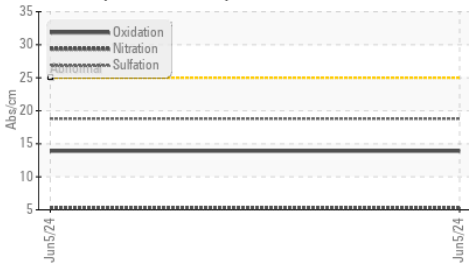 35
30
25
20
15
10
5
Abs/cm
Oxidation
Nitration
Sulfation
Abnormal
Jun5/24
Jun5/24